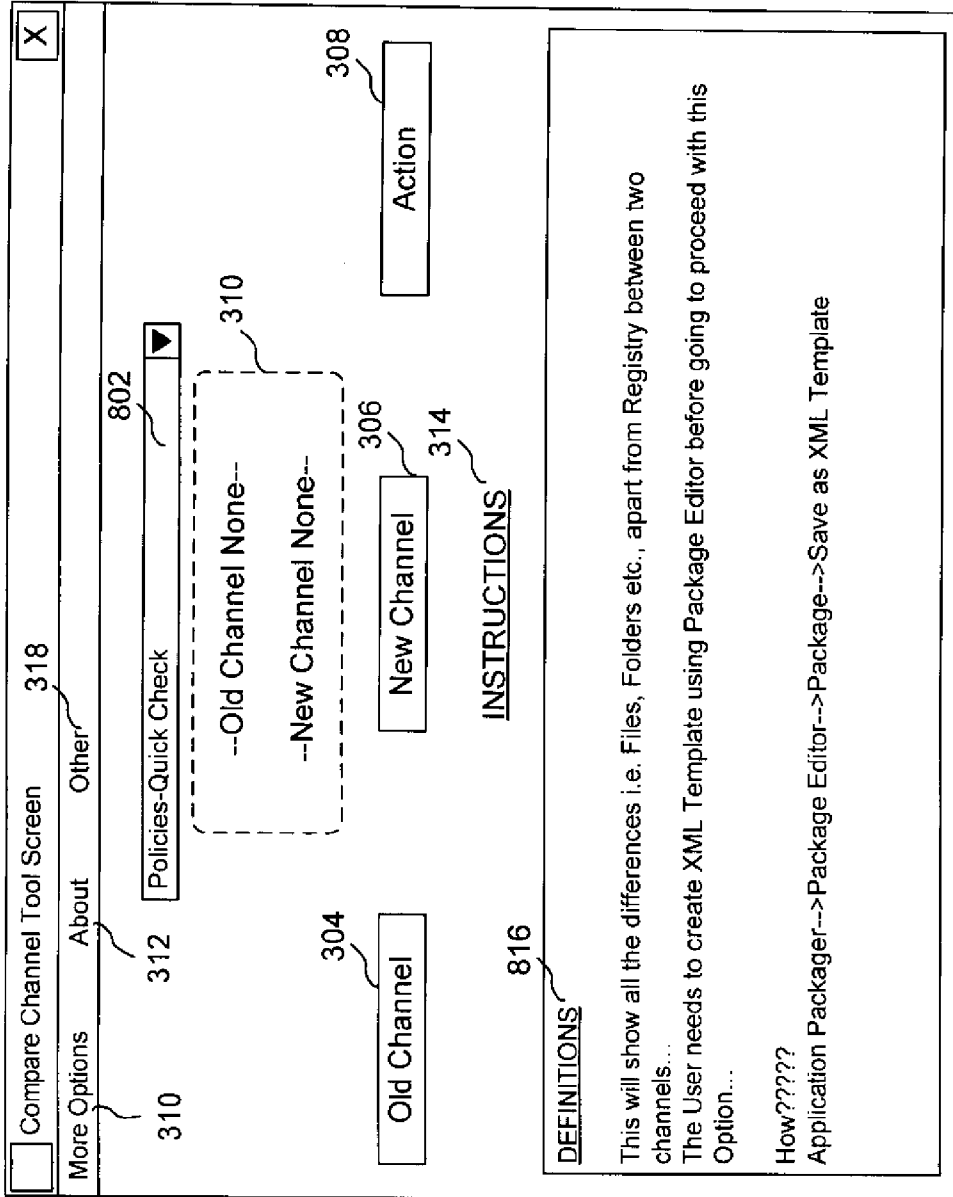 Compare Channel Tool Screen
318
X
More Options
About
Other
310
312
802
Policies-Quick Check
310
--Old Channel None--
--New Channel None--
304
306
308
Old Channel
New Channel
Action
314
INSTRUCTIONS
816
DEFINITIONS
This will show all the differences i.e. Files, Folders etc., apart from Registry between two
channels...
The User needs to create XML Template using Package Editor before going to proceed with this
Option...
How?????
Application Packager-->Package Editor-->Package-->Save as XML Template